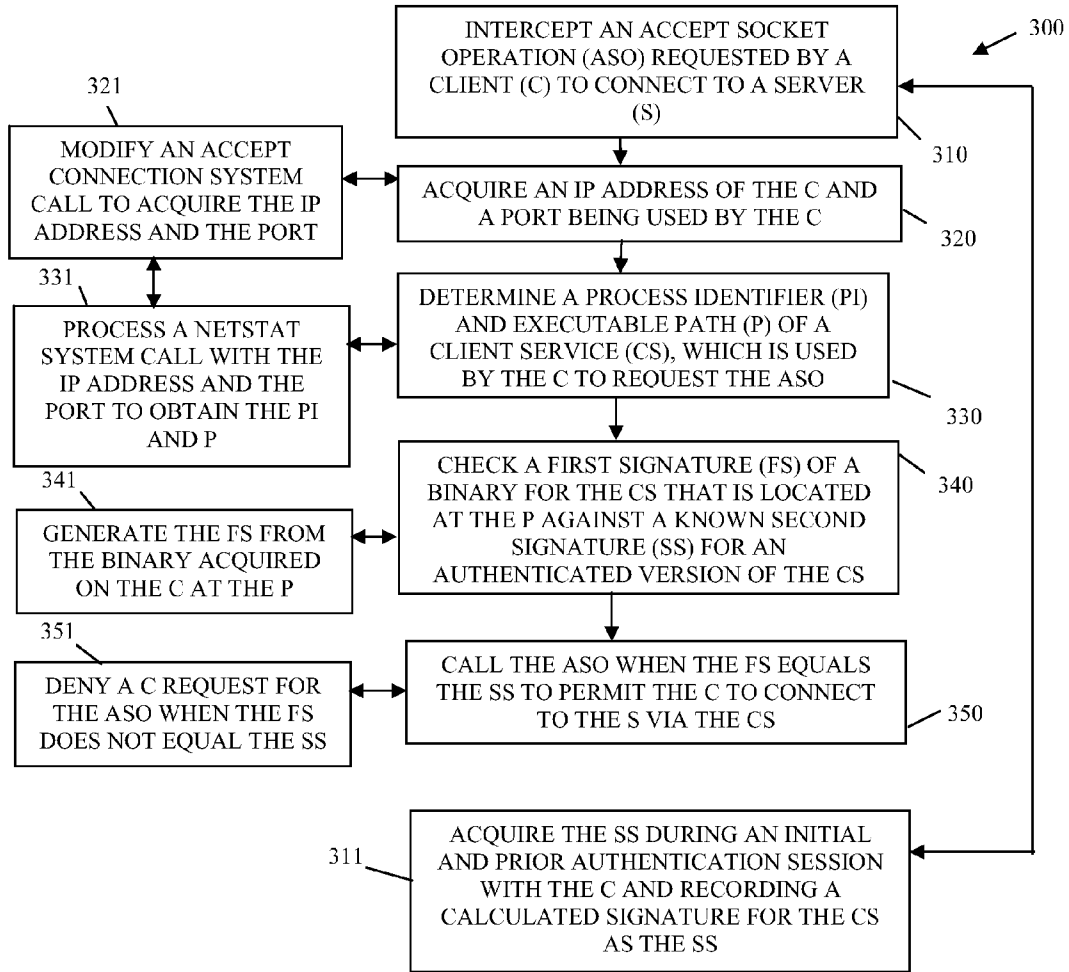 300
INTERCEPT AN ACCEPT SOCKET
OPERATION (ASO) REQUESTED BY A
CLIENT (C) TO CONNECT TO A SERVER
(S)
310
321
MODIFY AN ACCEPT
CONNECTION SYSTEM
CALL TO ACQUIRE THE IP
ADDRESS AND THE PORT
ACQUIRE AN IP ADDRESS OF THE C AND
A PORT BEING USED BY THE C
320
331
PROCESS A NETSTAT
SYSTEM CALL WITH THE
IP ADDRESS AND THE
PORT TO OBTAIN THE PI
AND P
DETERMINE A PROCESS IDENTIFIER (PI)
AND EXECUTABLE PATH (P) OF A
CLIENT SERVICE (CS), WHICH IS USED
BY THE C TO REQUEST THE ASO
330
341
GENERATE THE FS FROM
THE BINARY ACQUIRED
ON THE C AT THE P
CHECK A FIRST SIGNATURE (FS) OF A
BINARY FOR THE CS THAT IS LOCATED
AT THE P AGAINST A KNOWN SECOND
SIGNATURE (SS) FOR AN
AUTHENTICATED VERSION OF THE CS
340
351
DENY A C REQUEST FOR
THE ASO WHEN THE FS
DOES NOT EQUAL THE SS
CALL THE ASO WHEN THE FS EQUALS
THE SS TO PERMIT THE C TO CONNECT
TO THE S VIA THE CS
350
311
ACQUIRE THE SS DURING AN INITIAL
AND PRIOR AUTHENTICATION SESSION
WITH THE C AND RECORDING A
CALCULATED SIGNATURE FOR THE CS
AS THE SS